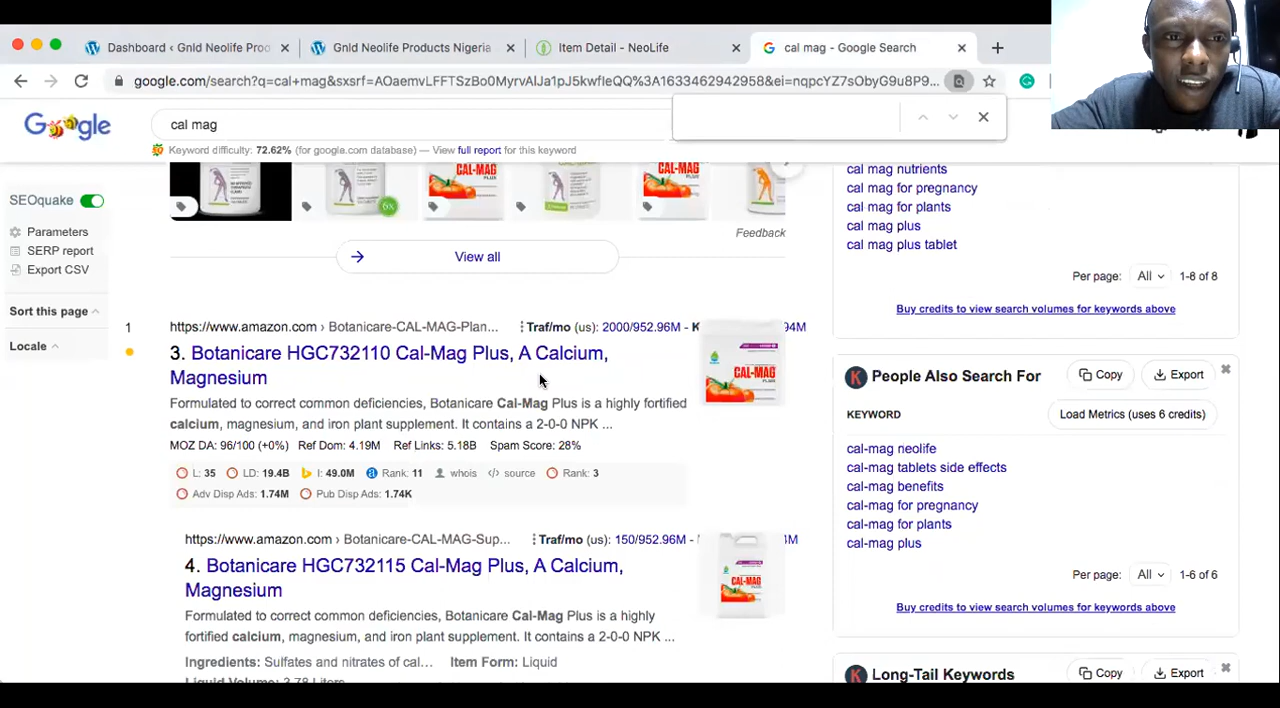 Dashboard ‹ Gnld Neolife Proc
Gnld Neolife Products Nigeria
Item Detail - NeoLife
cal mag - Google Search
google.com/search?q=cal+mag&sxsrf=AOaemvLFFTSzBo0MyrvAlJa1pJ5kwfIeQQ%3A1633462942958&ei=nqpcYZ7sObyG9u8P9...
Google
cal mag
Keyword difficulty: 72.62% (for google.com database) — View full report for this keyword
SEOquake
Parameters
SERP report
Export CSV
Sort this page
Locale
CAL-MAG
6x
CAL-MAG
Feedback
View all
1
https://www.amazon.com › Botanicare-CAL-MAG-Plan...
Traf/mo (us): 2000/952.96M - K
94M
3. Botanicare HGC732110 Cal-Mag Plus, A Calcium,
Magnesium
Formulated to correct common deficiencies, Botanicare Cal-Mag Plus is a highly fortified
calcium, magnesium, and iron plant supplement. It contains a 2-0-0 NPK ...
MOZ DA: 96/100 (+0%) Ref Dom: 4.19M Ref Links: 5.18B Spam Score: 28%
L: 35 LD: 19.4B I: 49.0M Rank: 11 whois source Rank: 3
Adv Disp Ads: 1.74M Pub Disp Ads: 1.74K
CAL-MAG
https://www.amazon.com › Botanicare-CAL-MAG-Sup...
Traf/mo (us): 150/952.96M -
4. Botanicare HGC732115 Cal-Mag Plus, A Calcium,
Magnesium
Formulated to correct common deficiencies, Botanicare Cal-Mag Plus is a highly
fortified calcium, magnesium, and iron plant supplement. It contains a 2-0-0 NPK ...
Ingredients: Sulfates and nitrates of cal... Item Form: Liquid
Liquid Volume: 3.78 Liters
CAL-MAG
cal mag nutrients
cal mag for pregnancy
cal mag for plants
cal mag plus
cal mag plus tablet
Per page: All 1-8 of 8
Buy credits to view search volumes for keywords above
People Also Search For
Copy
Export
KEYWORD
Load Metrics (uses 6 credits)
cal-mag neolife
cal-mag tablets side effects
cal-mag benefits
cal-mag for pregnancy
cal-mag for plants
cal-mag plus
Per page: All 1-6 of 6
Buy credits to view search volumes for keywords above
Long-Tail Keywords
Copy
Export